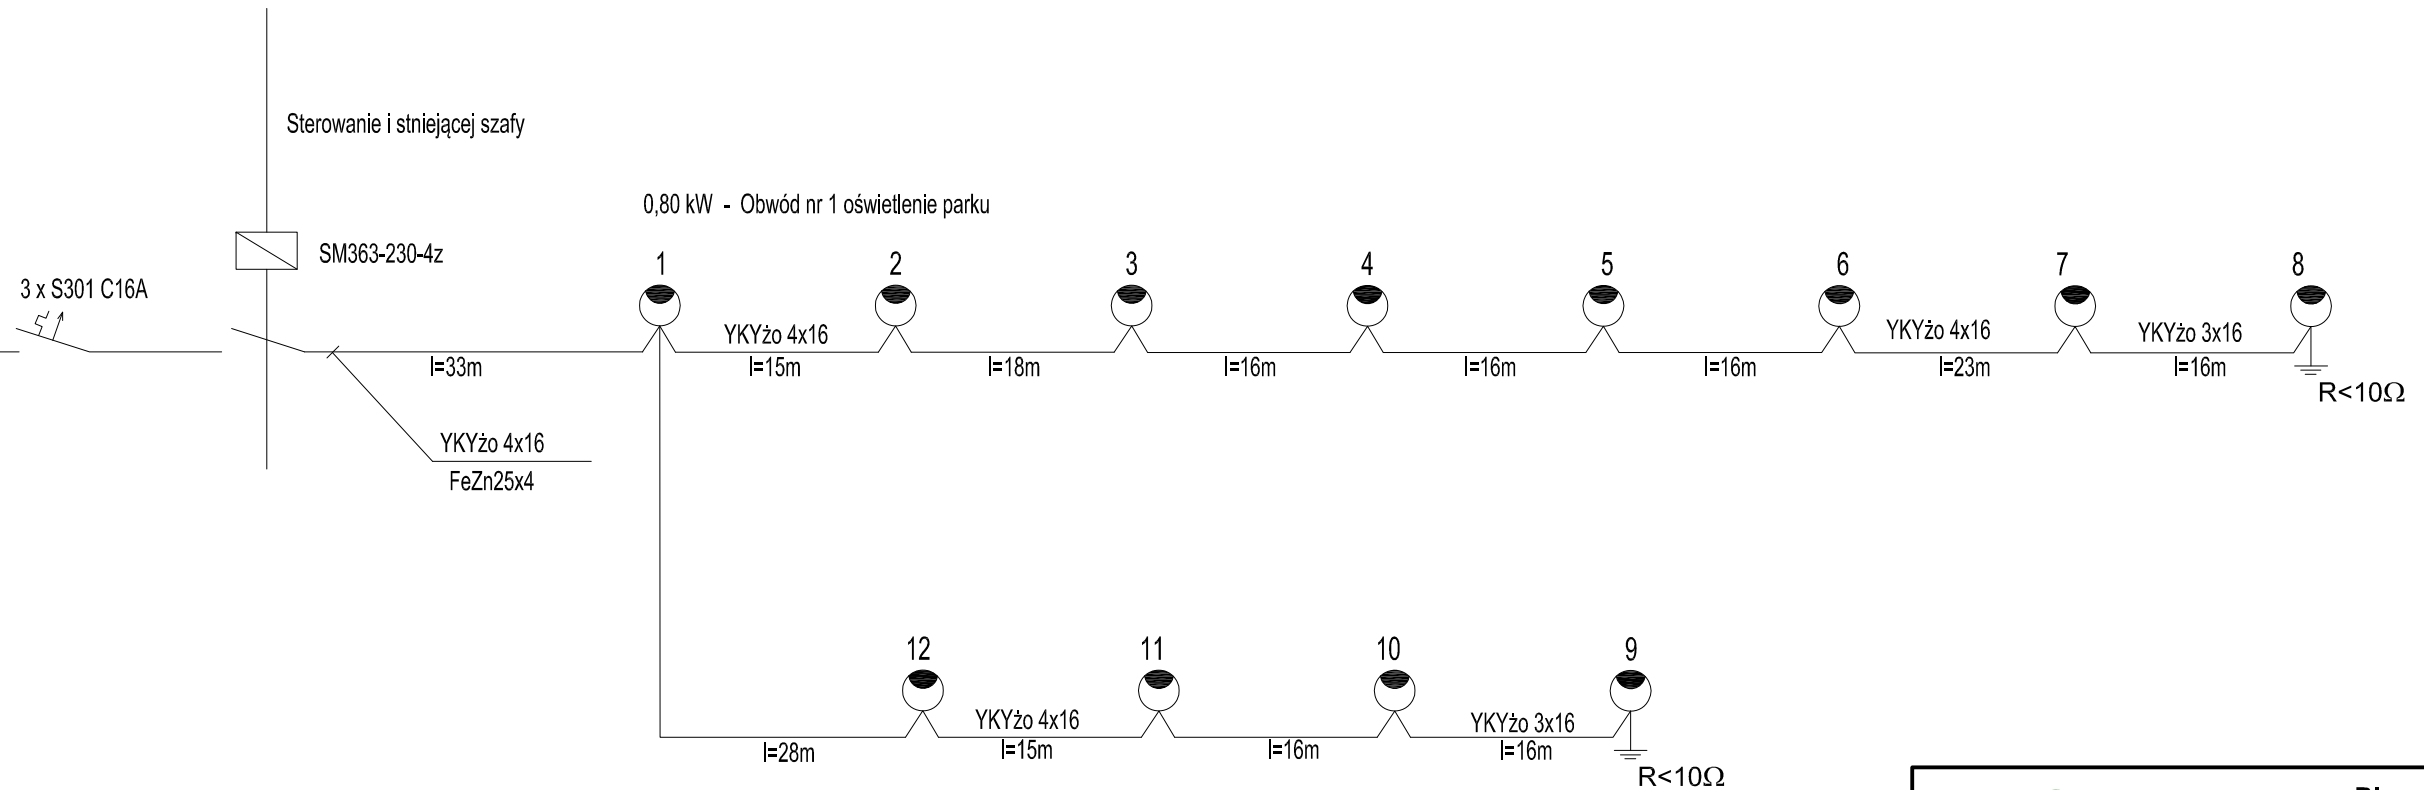 Sterowanie i stniejącej szafy
0,80 kW - Obwód nr 1 oświetlenie parku
SM363-230-4z
3 x S301 C16A
1
2
3
4
5
6
7
8
YKYżo 4x16
YKYżo 4x16
YKYżo 3x16
l=33m
l=15m
l=18m
l=16m
l=16m
l=16m
l=23m
l=16m
R<10Ω
YKYżo 4x16
FeZn25x4
12
11
10
9
YKYżo 4x16
YKYżo 3x16
l=28m
l=15m
l=16m
l=16m
R<10Ω